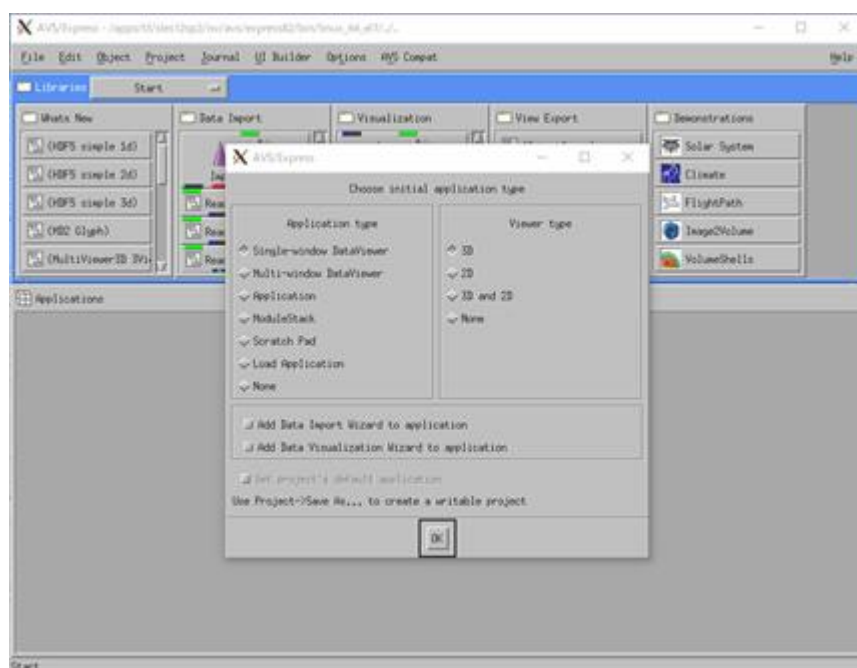 AVS/Express
File Edit Object Project Journal UI Builder Options AVS Compat Help
Libraries Start
Whats New
(HDF5 simple 1d)
(HDF5 simple 2d)
(HDF5 simple 3d)
Data Import
Visualization
View Export
Demonstrations
Solar System
Climate
FlightPath
Image2Volume
VolumeShells
Applications
AVS/Express
Choose initial application type
Application type
Single-window DataViewer
Multi-window DataViewer
Application
ModuleStack
Scratch Pad
Load Application
None
Viewer type
3D
2D
3D and 2D
None
Add Data Import Wizard to application
Add Data Visualization Wizard to application
Set project's default application
Use Project->Save As... to create a writable project
OK
Start